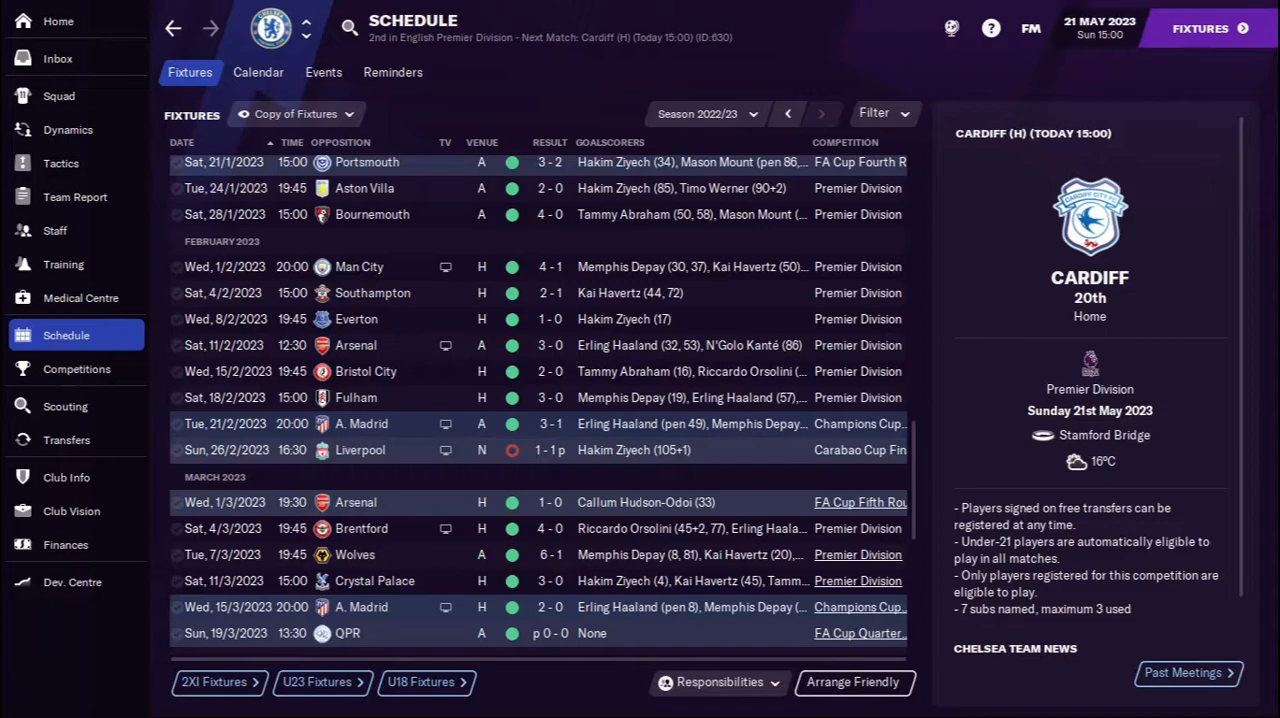 Home
Inbox
Squad
Dynamics
Tactics
Team Report
Staff
Training
Medical Centre
Schedule
Competitions
Scouting
Transfers
Club Info
Club Vision
Finances
Dev. Centre
SCHEDULE
2nd in English Premier Division - Next Match: Cardiff (H) (Today 15:00) (ID:630)
? FM 21 MAY 2023 FIXTURES
Sun 15:00
Fixtures Calendar Events Reminders
FIXTURES Copy of Fixtures Season 2022/23 Filter
DATE TIME OPPOSITION TV VENUE RESULT GOALSCORERS COMPETITION
Sat, 21/1/2023 15:00 Portsmouth A 3 - 2 Hakim Ziyech (34), Mason Mount (pen 86,... FA Cup Fourth R
Tue, 24/1/2023 19:45 Aston Villa A 2 - 0 Hakim Ziyech (85), Timo Werner (90+2) Premier Division
Sat, 28/1/2023 15:00 Bournemouth A 4 - 0 Tammy Abraham (50, 58), Mason Mount (... Premier Division
FEBRUARY 2023
Wed, 1/2/2023 20:00 Man City H 4 - 1 Memphis Depay (30, 37), Kai Havertz (50)... Premier Division
Sat, 4/2/2023 15:00 Southampton H 2 - 1 Kai Havertz (44, 72) Premier Division
Wed, 8/2/2023 19:45 Everton H 1 - 0 Hakim Ziyech (17) Premier Division
Sat, 11/2/2023 12:30 Arsenal H 3 - 0 Erling Haaland (32, 53), N'Golo Kanté (86) Premier Division
Wed, 15/2/2023 19:45 Bristol City H 2 - 0 Tammy Abraham (16), Riccardo Orsolini (... Premier Division
Sat, 18/2/2023 15:00 Fulham H 3 - 0 Memphis Depay (19), Erling Haaland (57),... Premier Division
Tue, 21/2/2023 20:00 A. Madrid A 3 - 1 Erling Haaland (pen 49), Memphis Depay... Champions Cup...
Sun, 26/2/2023 16:30 Liverpool N 1 - 1 p Hakim Ziyech (105+1) Carabao Cup Fin
MARCH 2023
Wed, 1/3/2023 19:30 Arsenal H 1 - 0 Callum Hudson-Odoi (33) FA Cup Fifth Rou
Sat, 4/3/2023 19:45 Brentford H 4 - 0 Riccardo Orsolini (45+2, 77), Erling Haala... Premier Division
Tue, 7/3/2023 19:45 Wolves A 6 - 1 Memphis Depay (8, 81), Kai Havertz (20),... Premier Division
Sat, 11/3/2023 15:00 Crystal Palace H 3 - 0 Hakim Ziyech (4), Kai Havertz (45), Tamm... Premier Division
Wed, 15/3/2023 20:00 A. Madrid H 2 - 0 Erling Haaland (pen 8), Memphis Depay (... Champions Cup...
Sun, 19/3/2023 13:30 QPR A p 0 - 0 None FA Cup Quarter...
2XI Fixtures U23 Fixtures U18 Fixtures Responsibilities Arrange Friendly
CARDIFF (H) (TODAY 15:00)
CARDIFF CITY FC
CARDIFF
20th
Home
Premier Division
Sunday 21st May 2023
Stamford Bridge
16°C
- Players signed on free transfers can be
registered at any time.
- Under-21 players are automatically eligible to
play in all matches.
- Only players registered for this competition are
eligible to play.
- 7 subs named, maximum 3 used
CHELSEA TEAM NEWS
Past Meetings